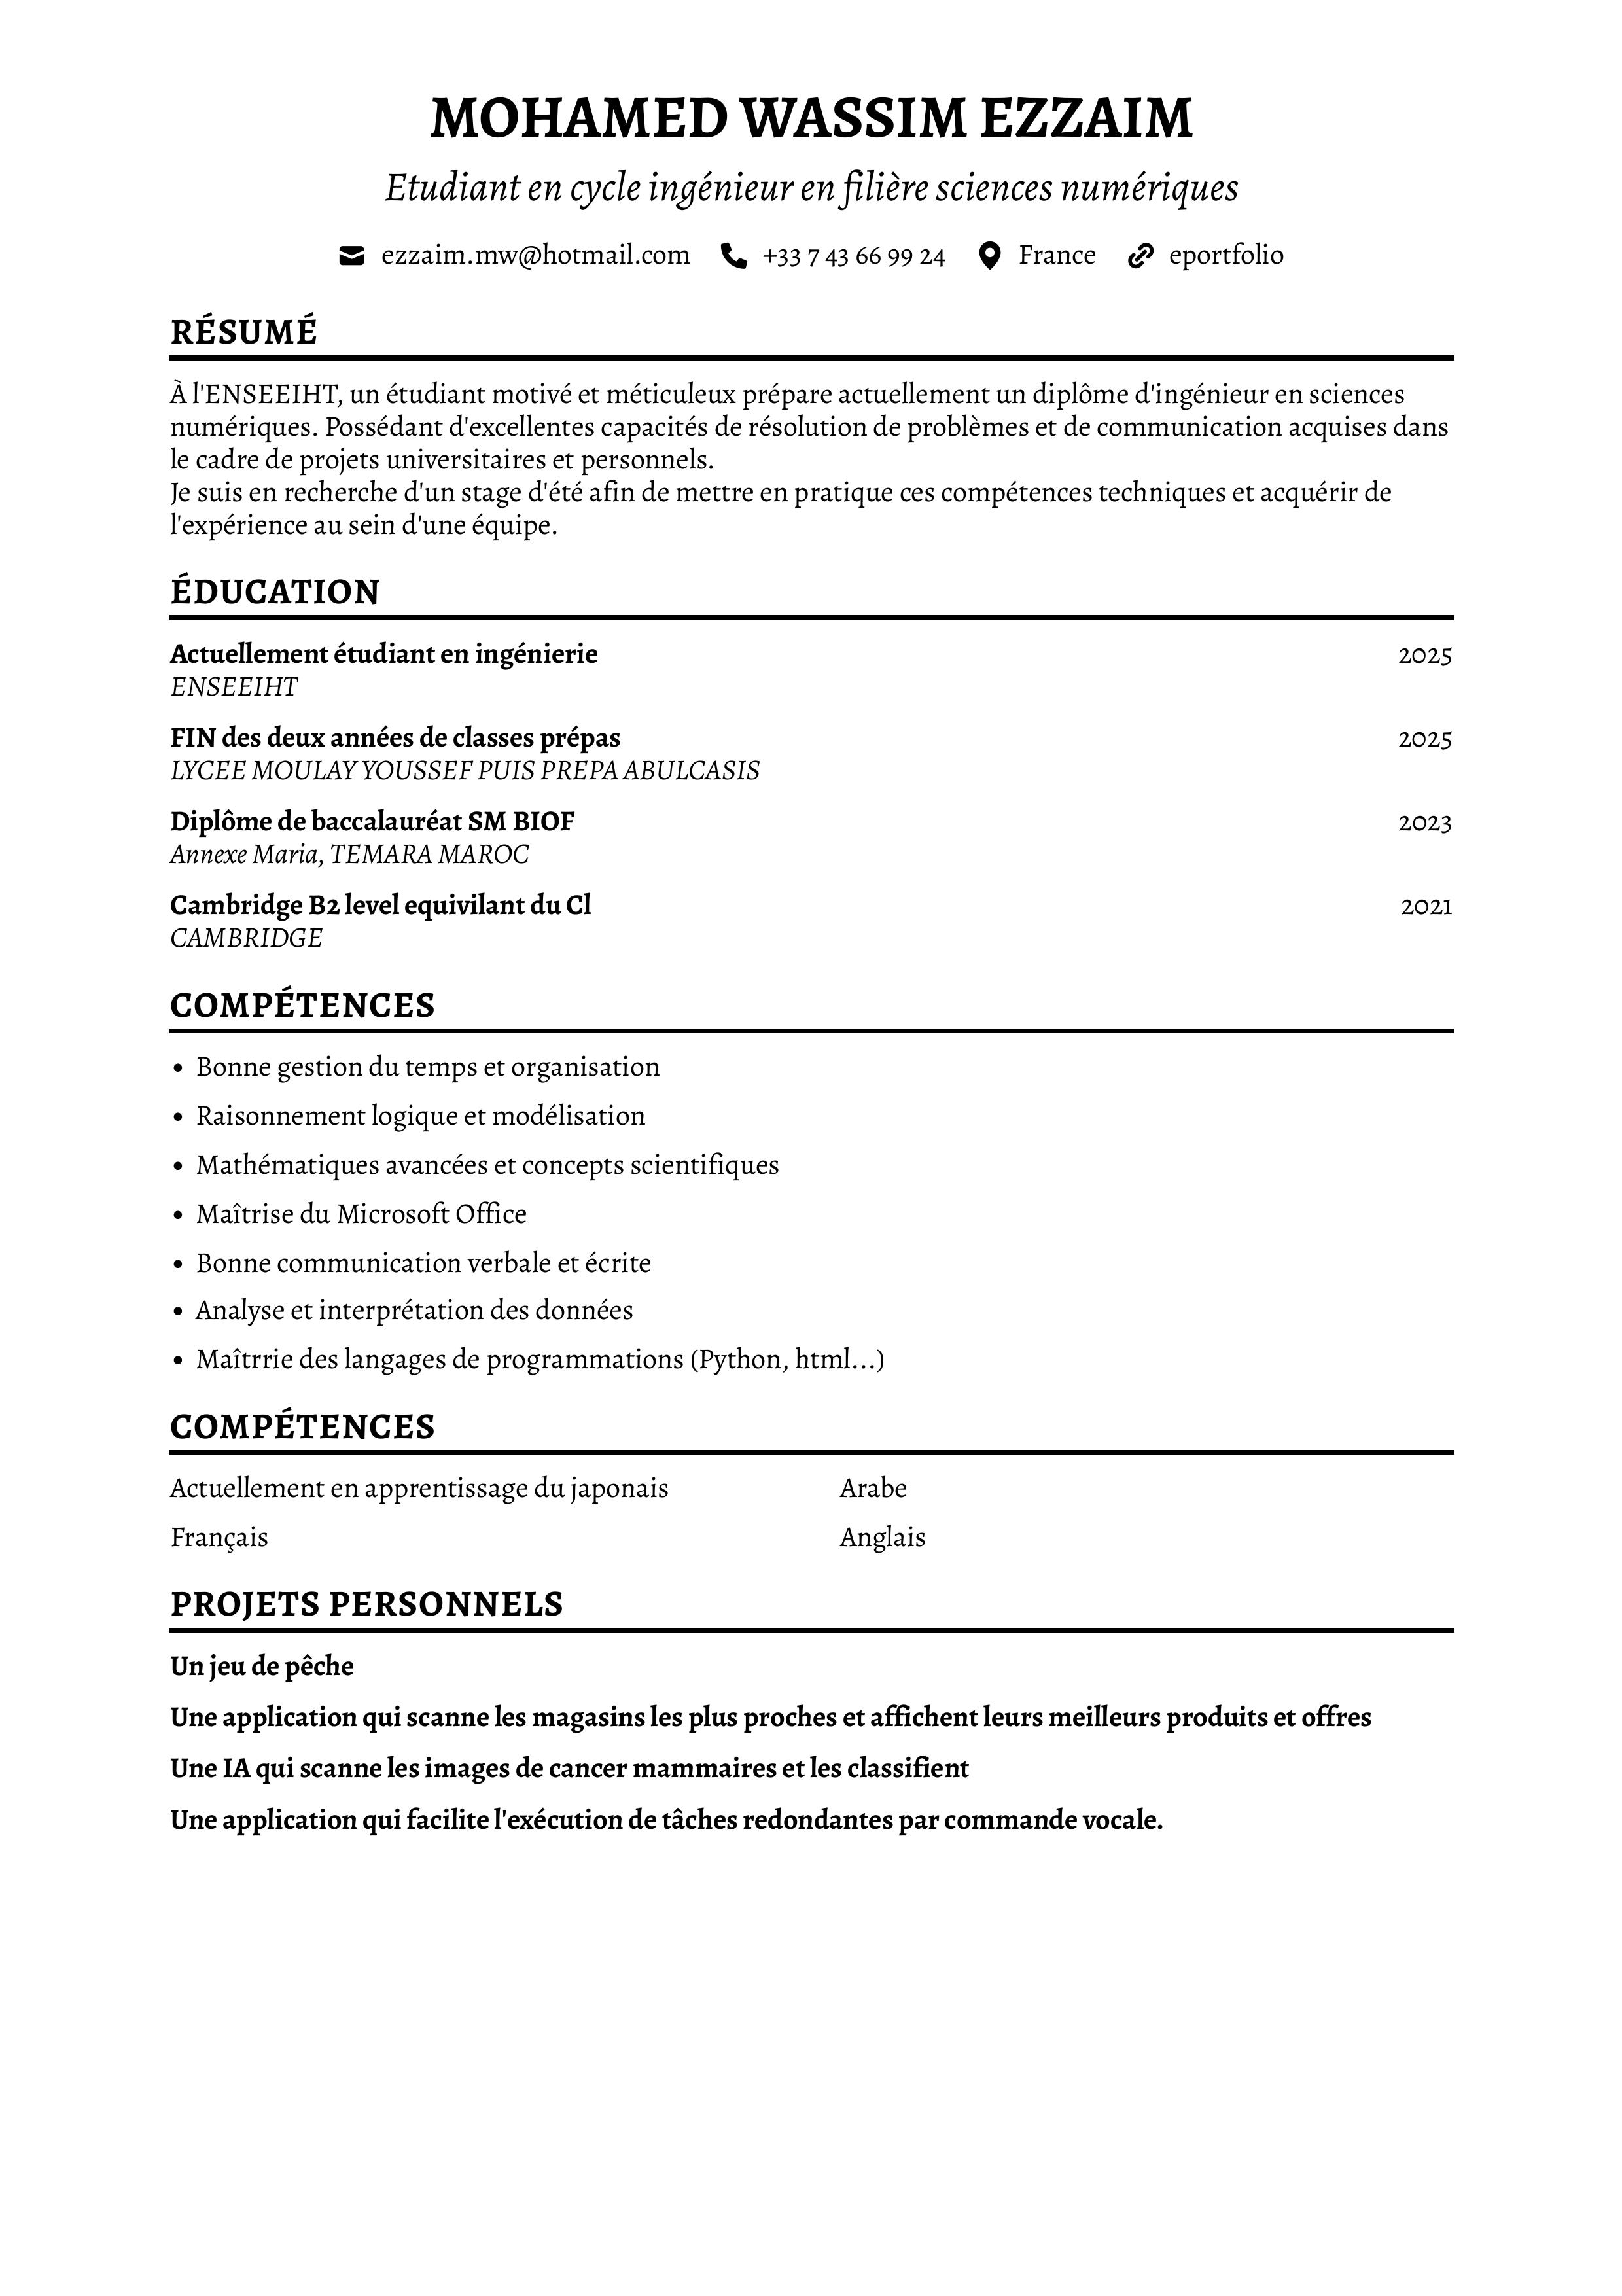 MOHAMED WASSIM EZZAIM
Etudiant en cycle ingénieur en filière sciences numériques
ezzaim.mw@hotmail.com +33 7 43 66 99 24 France eportfolio
RÉSUMÉ
À l'ENSEEIHT, un étudiant motivé et méticuleux prépare actuellement un diplôme d'ingénieur en sciences
numériques. Possédant d'excellentes capacités de résolution de problèmes et de communication acquises dans
le cadre de projets universitaires et personnels.
Je suis en recherche d'un stage d'été afin de mettre en pratique ces compétences techniques et acquérir de
l'expérience au sein d'une équipe.
ÉDUCATION
Actuellement étudiant en ingénierie 2025
ENSEEIHT
FIN des deux années de classes prépas 2025
LYCEE MOULAY YOUSSEF PUIS PREPA ABULCASIS
Diplôme de baccalauréat SM BIOF 2023
Annexe Maria, TEMARA MAROC
Cambridge B2 level equivilant du Cl 2021
CAMBRIDGE
COMPÉTENCES
• Bonne gestion du temps et organisation
• Raisonnement logique et modélisation
• Mathématiques avancées et concepts scientifiques
• Maîtrise du Microsoft Office
• Bonne communication verbale et écrite
• Analyse et interprétation des données
• Maîtrrie des langages de programmations (Python, html...)
COMPÉTENCES
Actuellement en apprentissage du japonais Arabe
Français Anglais
PROJETS PERSONNELS
Un jeu de pêche
Une application qui scanne les magasins les plus proches et affichent leurs meilleurs produits et offres
Une IA qui scanne les images de cancer mammaires et les classifient
Une application qui facilite l'exécution de tâches redondantes par commande vocale.